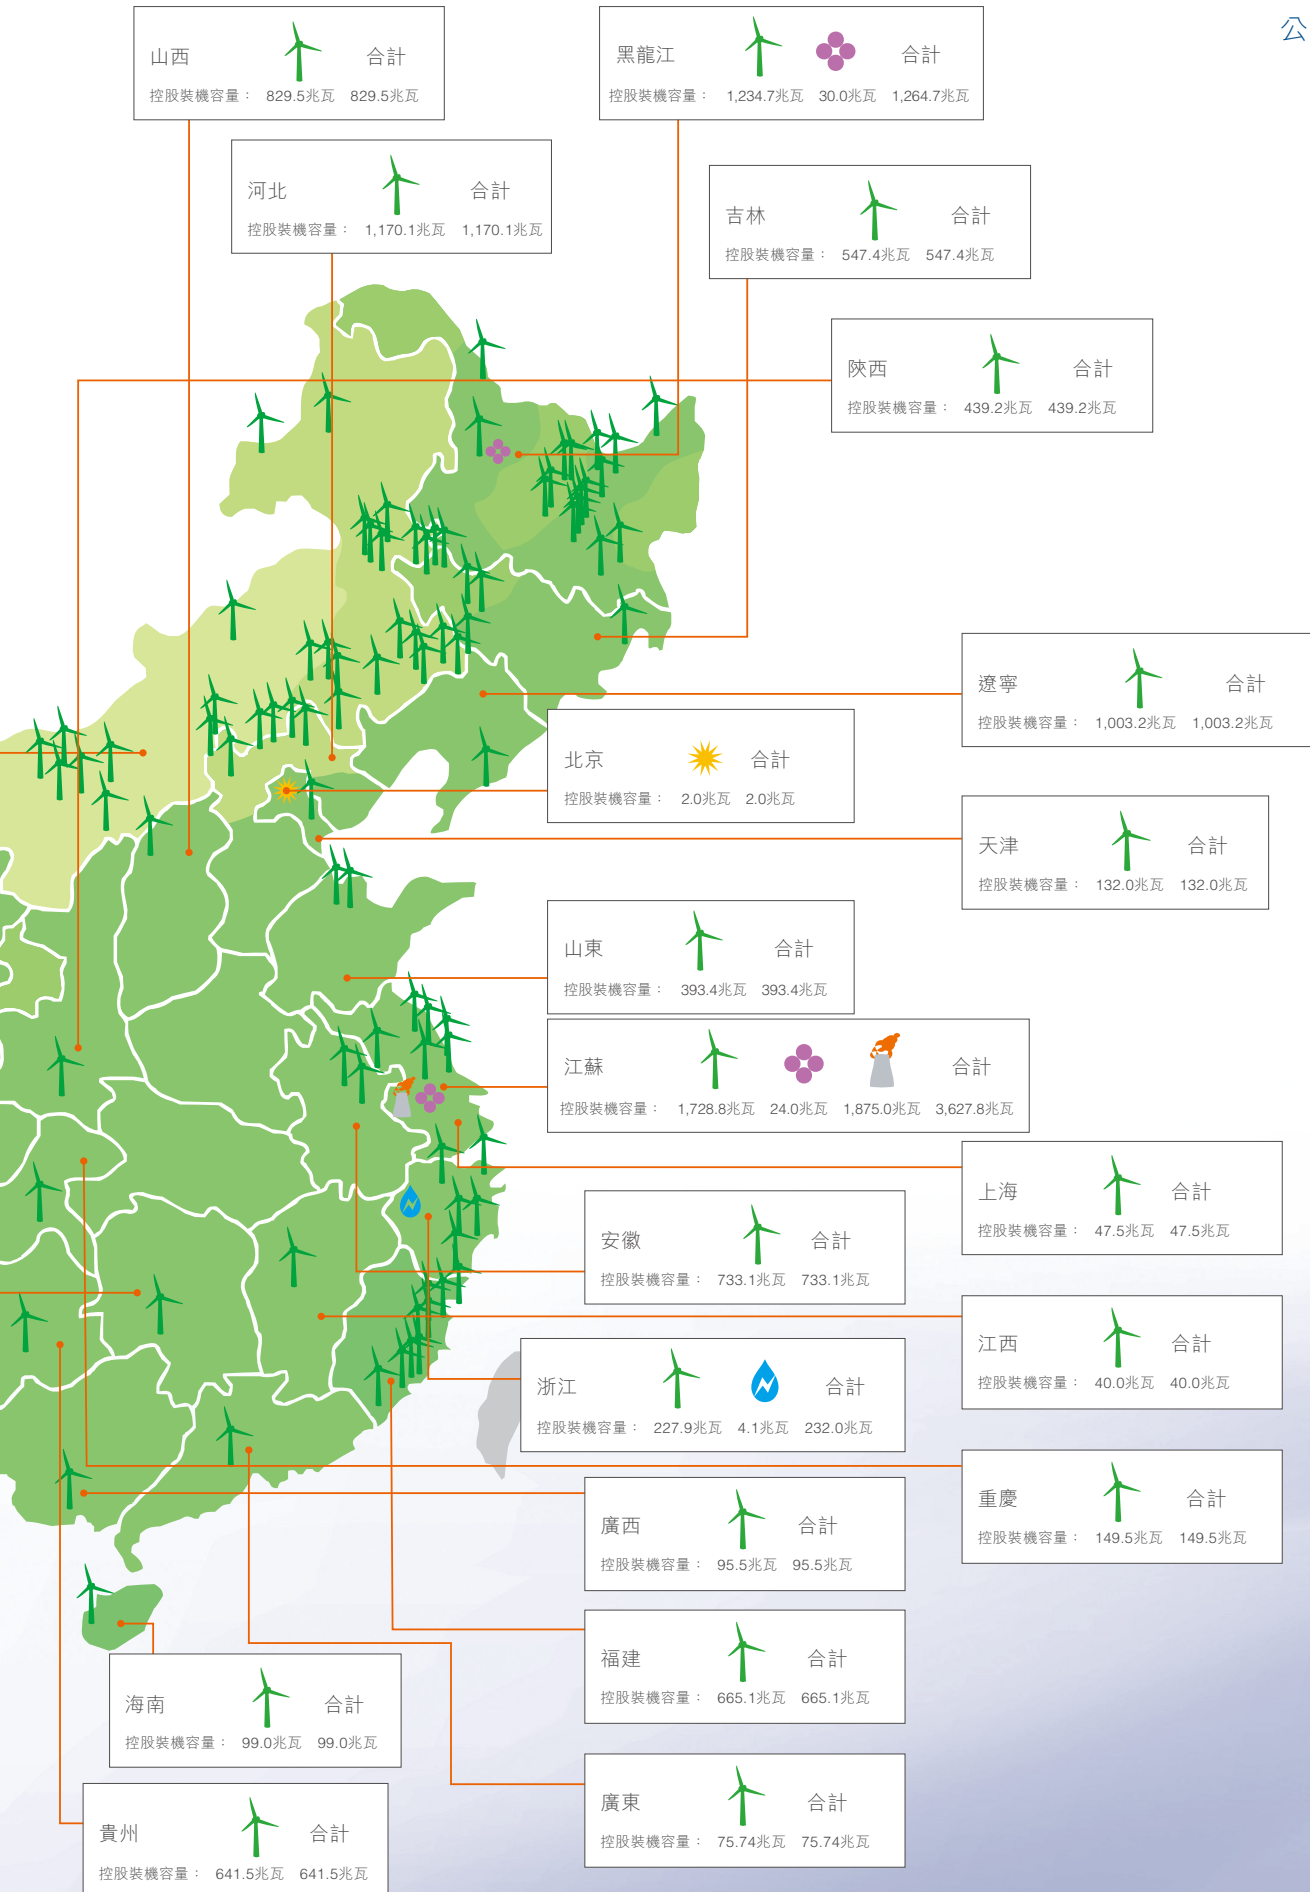 公
山西 合計
控股裝機容量： 829.5兆瓦 829.5兆瓦
黑龍江 合計
控股裝機容量： 1,234.7兆瓦 30.0兆瓦 1,264.7兆瓦
河北 合計
控股裝機容量： 1,170.1兆瓦 1,170.1兆瓦
吉林 合計
控股裝機容量： 547.4兆瓦 547.4兆瓦
陝西 合計
控股裝機容量： 439.2兆瓦 439.2兆瓦
遼寧 合計
控股裝機容量： 1,003.2兆瓦 1,003.2兆瓦
北京 合計
控股裝機容量： 2.0兆瓦 2.0兆瓦
天津 合計
控股裝機容量： 132.0兆瓦 132.0兆瓦
山東 合計
控股裝機容量： 393.4兆瓦 393.4兆瓦
江蘇 合計
控股裝機容量： 1,728.8兆瓦 24.0兆瓦 1,875.0兆瓦 3,627.8兆瓦
上海 合計
控股裝機容量： 47.5兆瓦 47.5兆瓦
安徽 合計
控股裝機容量： 733.1兆瓦 733.1兆瓦
江西 合計
控股裝機容量： 40.0兆瓦 40.0兆瓦
浙江 合計
控股裝機容量： 227.9兆瓦 4.1兆瓦 232.0兆瓦
重慶 合計
控股裝機容量： 149.5兆瓦 149.5兆瓦
廣西 合計
控股裝機容量： 95.5兆瓦 95.5兆瓦
福建 合計
控股裝機容量： 665.1兆瓦 665.1兆瓦
海南 合計
控股裝機容量： 99.0兆瓦 99.0兆瓦
廣東 合計
控股裝機容量： 75.74兆瓦 75.74兆瓦
貴州 合計
控股裝機容量： 641.5兆瓦 641.5兆瓦